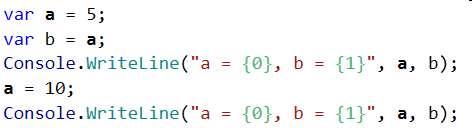 var a = 5;
var b = a;
Console.WriteLine("a = {0}, b = {1}", a, b);
a = 10;
Console.WriteLine("a = {0}, b = {1}", a, b);